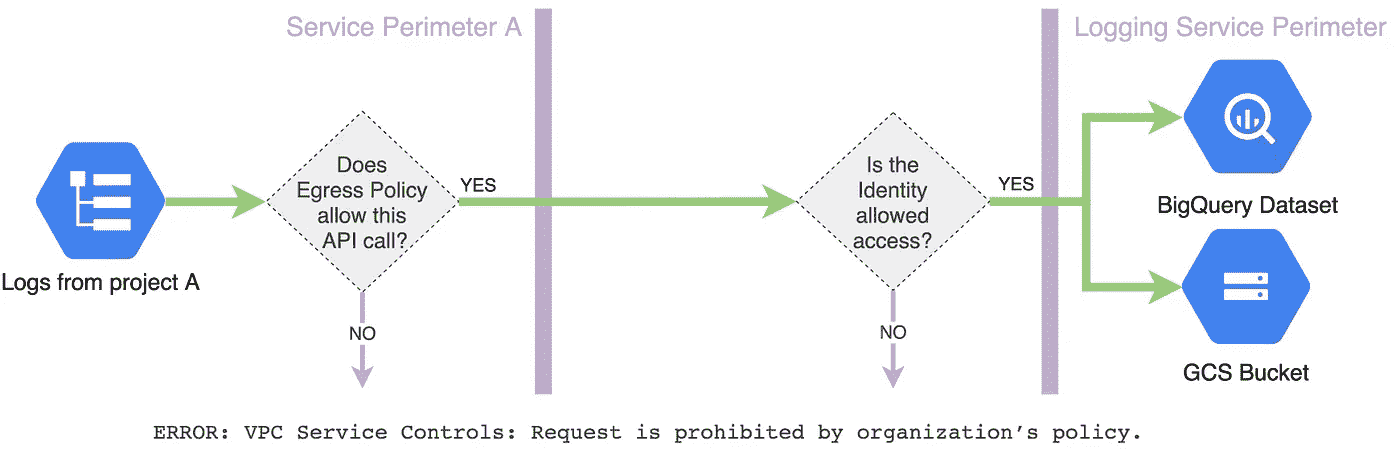 Service Perimeter A
Logging Service Perimeter
Does
Egress Policy
allow this
API call?
YES
Is the
Identity
allowed
access?
YES
BigQuery Dataset
Logs from project A
NO
NO
GCS Bucket
ERROR: VPC Service Controls: Request is prohibited by organization’s policy.